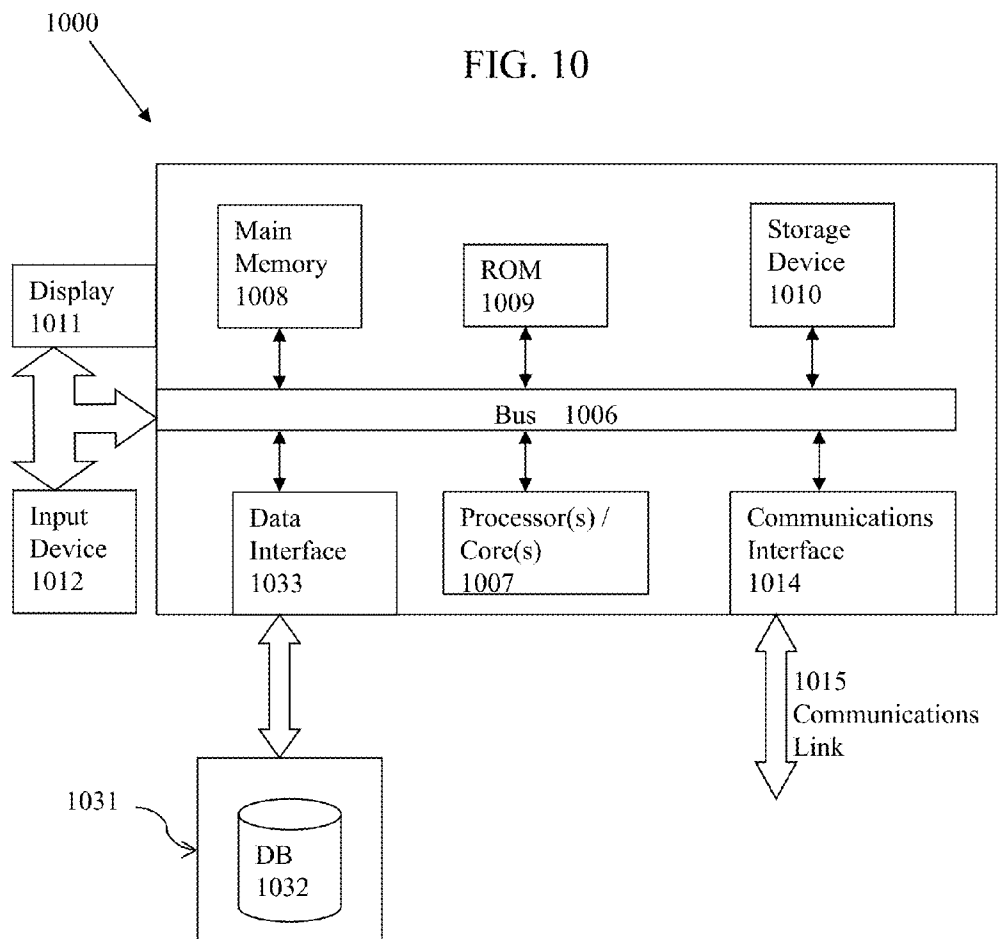 1000
FIG. 10
Main
Memory
1008
ROM
1009
Storage
Device
1010
Display
1011
Bus 1006
Input
Device
1012
Data
Interface
1033
Processor(s) /
Core(s)
1007
Communications
Interface
1014
1015
Communications
Link
1031
DB
1032